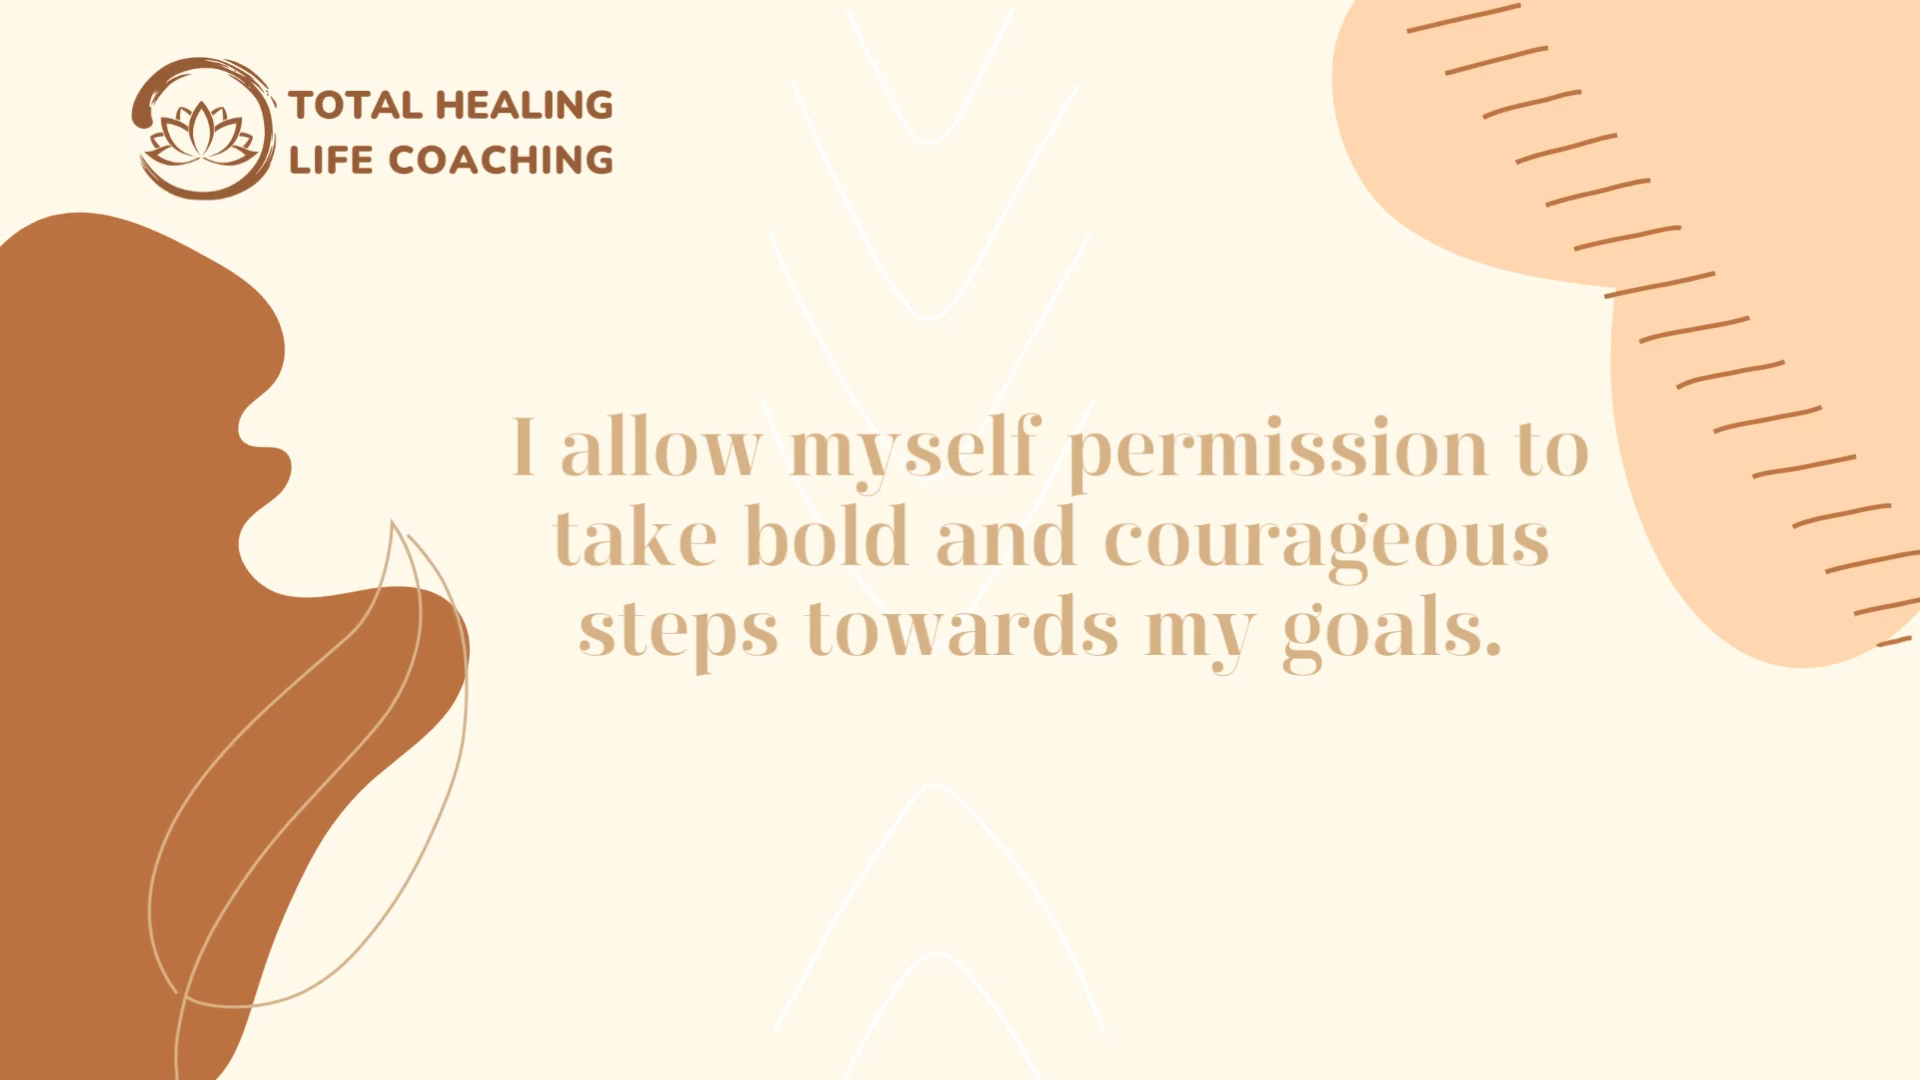 TOTAL HEALING
LIFE COACHING
I allow myself permission to
take bold and courageous
steps towards my goals.